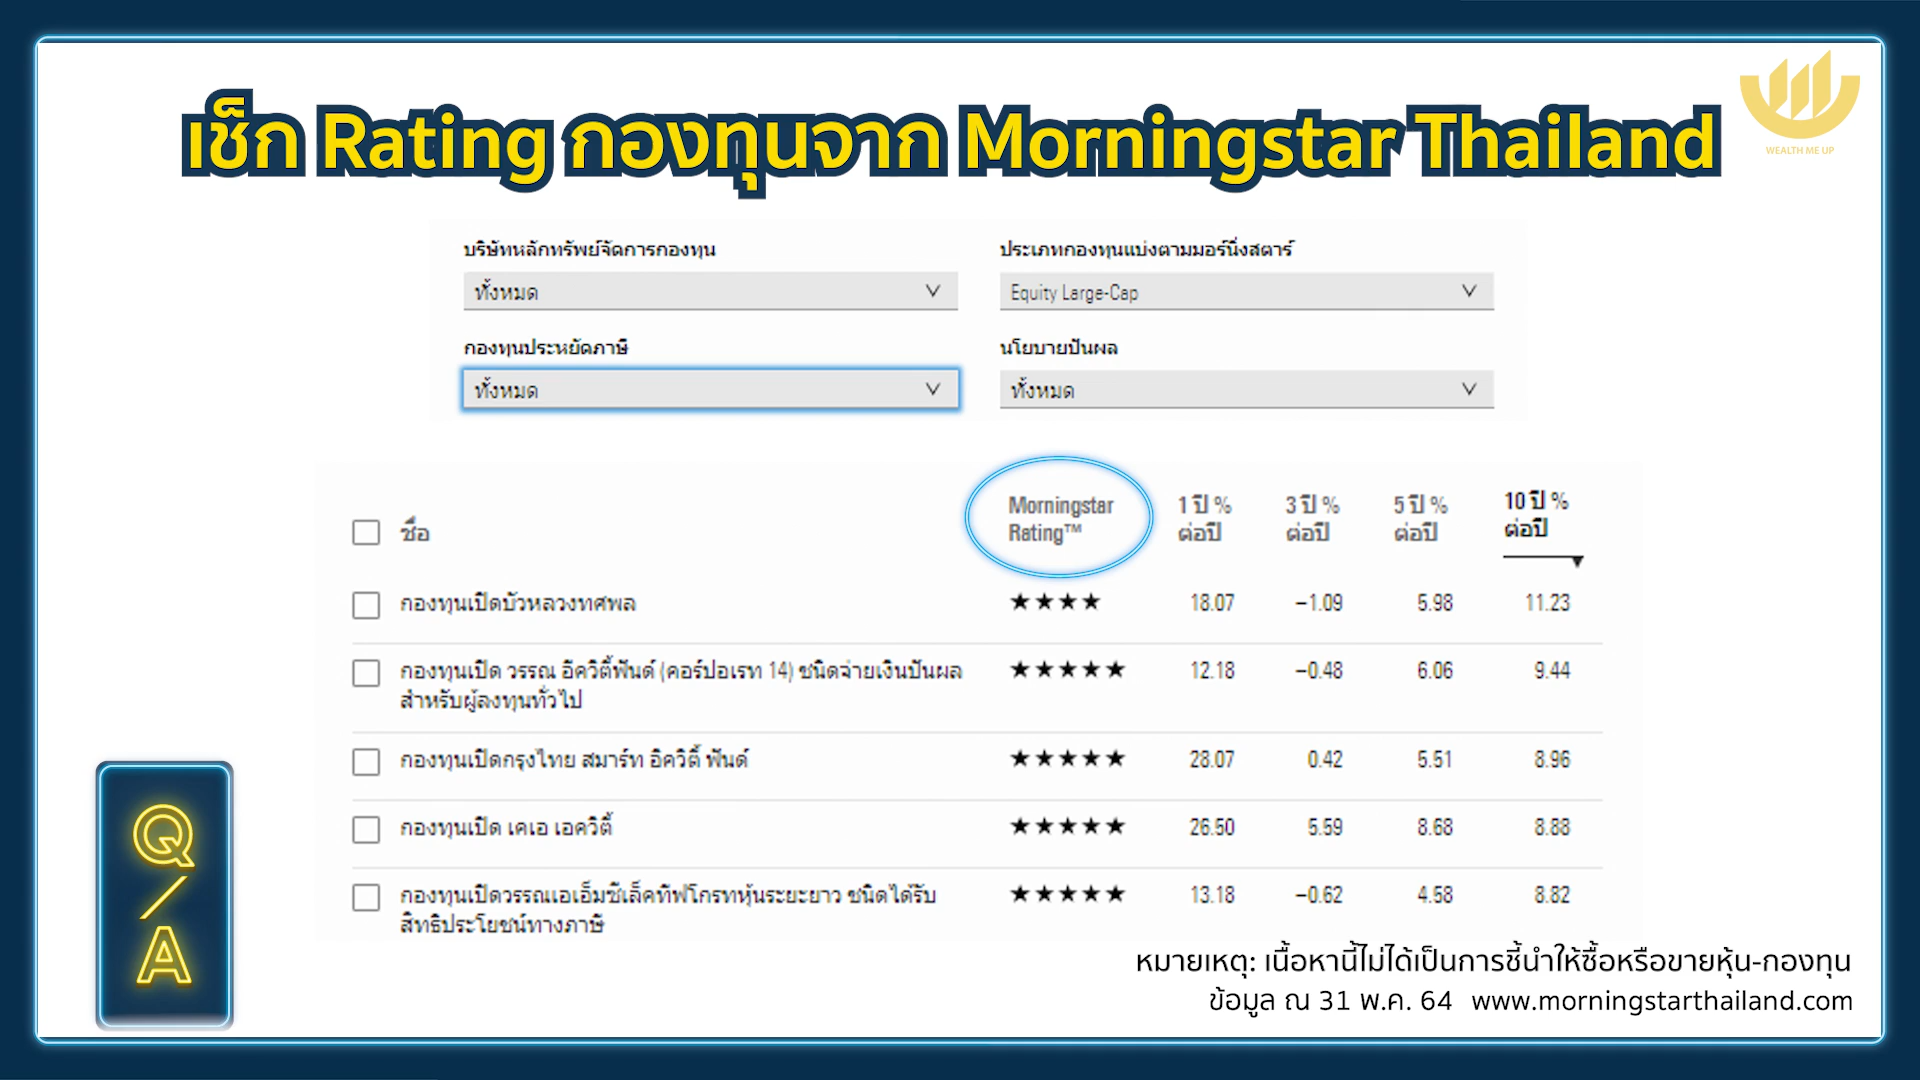 เช็ก Rating กองทุนจาก Morningstar Thailand
WEALTH ME UP
บริษัทหลักทรัพย์จัดการกองทุน
ทั้งหมด
ประเภทกองทุนแบ่งตามมอร์นิ่งสตาร์
Equity Large-Cap
กองทุนประหยัดภาษี
ทั้งหมด
นโยบายปันผล
ทั้งหมด
ชื่อ
Morningstar
Rating™
1 ปี %
ต่อปี
3 ปี %
ต่อปี
5 ปี %
ต่อปี
10 ปี %
ต่อปี
กองทุนเปิดบัวหลวงทศพล ★★★★ 18.07 –1.09 5.98 11.23
กองทุนเปิด วรรณ อิควิตี้ฟันด์ (คอร์ปอเรท 14) ชนิดจ่ายเงินปันผล ★★★★★ 12.18 –0.48 6.06 9.44
สำหรับผู้ลงทุนทั่วไป
กองทุนเปิดกรุงไทย สมาร์ท อิควิตี้ ฟันด์ ★★★★★ 28.07 0.42 5.51 8.96
กองทุนเปิด เคเอ เอควิตี้ ★★★★★ 26.50 5.59 8.68 8.88
กองทุนเปิดวรรณเอเอ็มซีเล็คทีฟโกรทหุ้นระยะยาว ชนิดได้รับ ★★★★★ 13.18 –0.62 4.58 8.82
สิทธิประโยชน์ทางภาษี
Q/A
หมายเหตุ: เนื้อหานี้ไม่ได้เป็นการชี้นำให้ซื้อหรือขายหุ้น-กองทุน
ข้อมูล ณ 31 พ.ค. 64 www.morningstarthailand.com